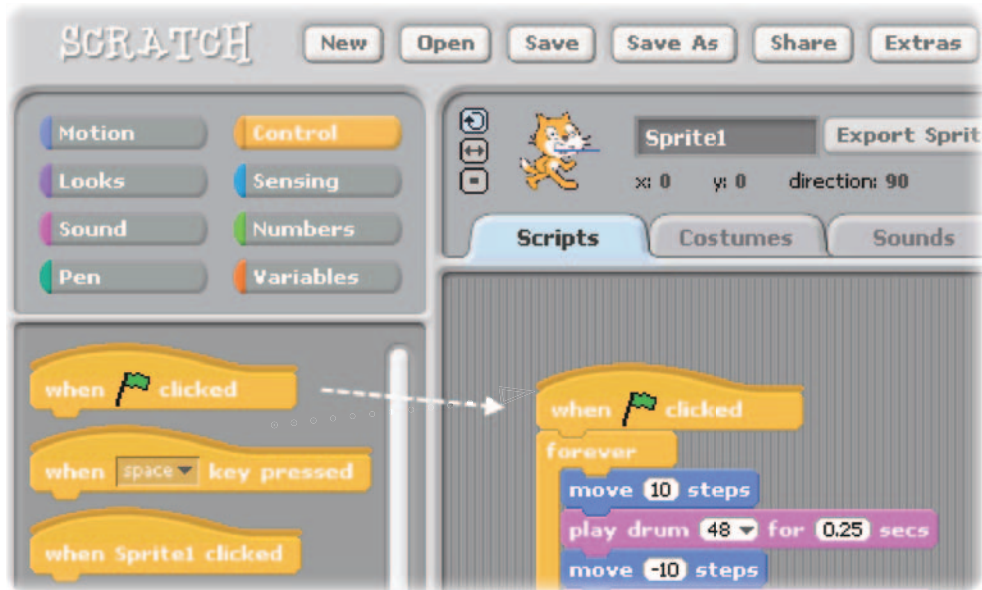 SCRATCH New Open Save Save As Share Extras
Motion Control
Looks Sensing
Sound Numbers
Pen Variables
Sprite1 Export Sprit
x: 0 y: 0 direction: 90
Scripts Costumes Sounds
when clicked
when space key pressed
when Sprite1 clicked
when clicked
forever
move 10 steps
play drum 48 for 0.25 secs
move -10 steps